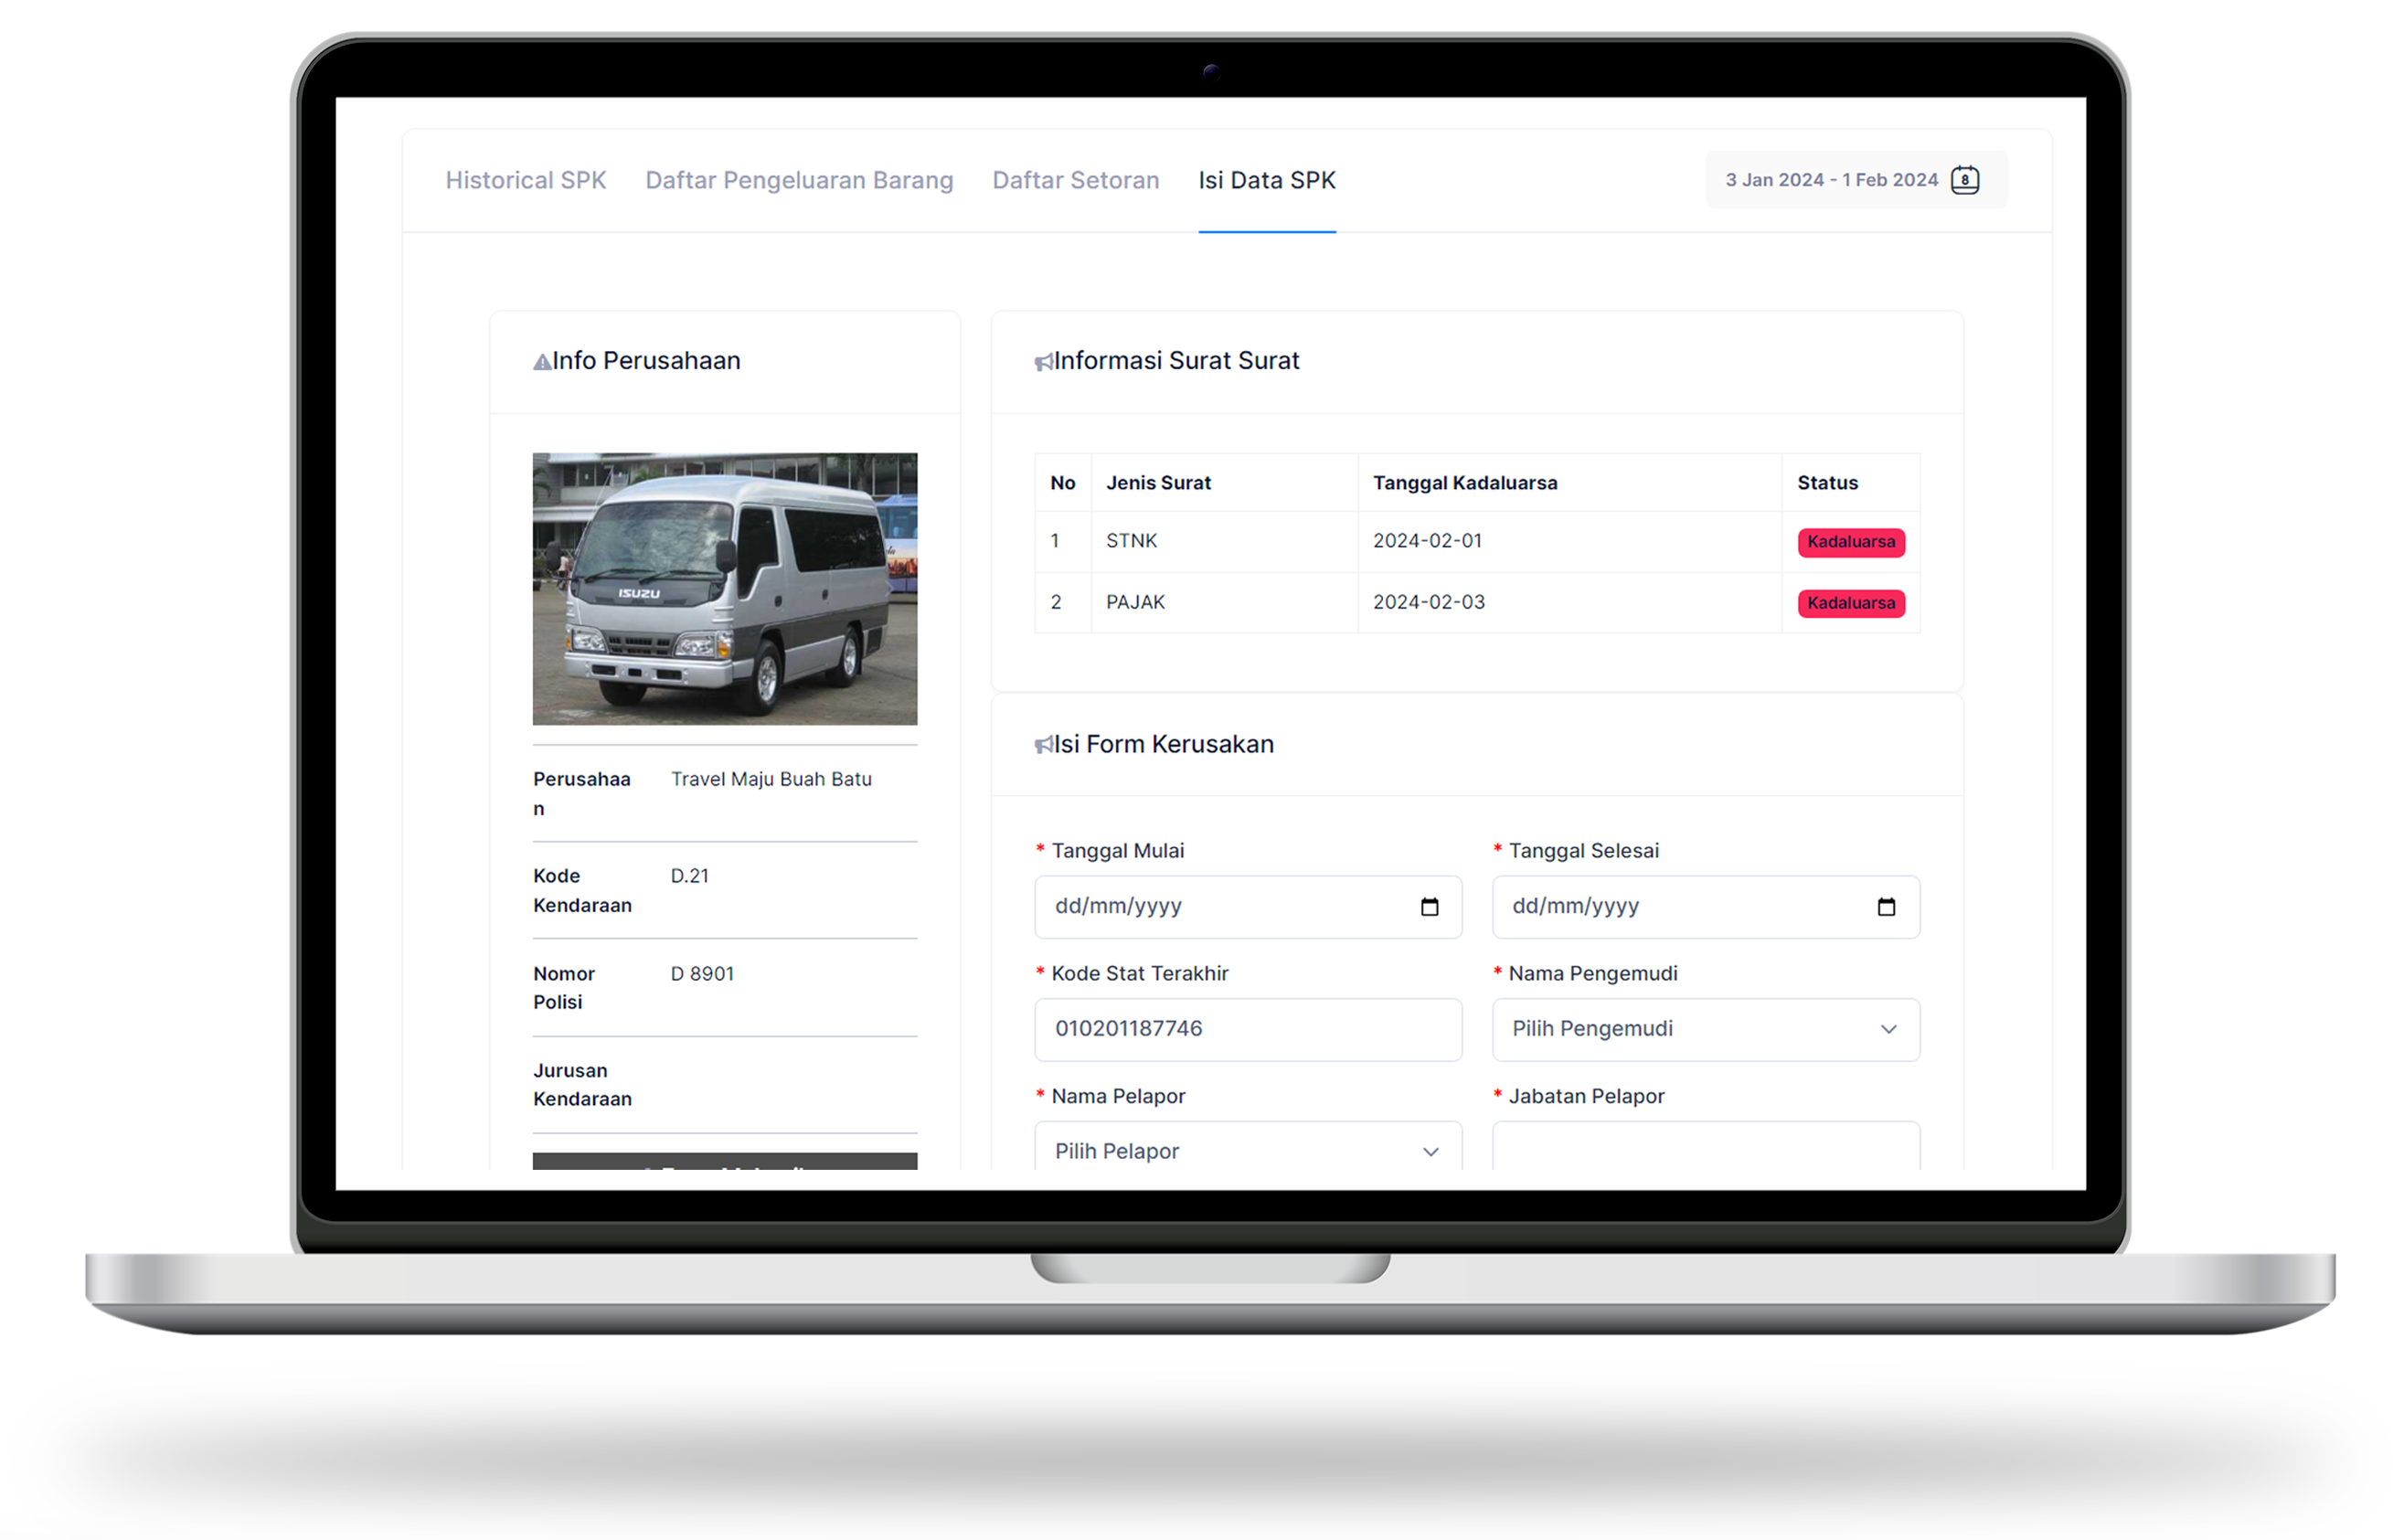 Historical SPK Daftar Pengeluaran Barang Daftar Setoran Isi Data SPK 3 Jan 2024 - 1 Feb 2024 8
Info Perusahaan
ISUZU
Perusahaa
n
Travel Maju Buah Batu
Kode
Kendaraan
D.21
Nomor
Polisi
D 8901
Jurusan
Kendaraan
Informasi Surat Surat
No Jenis Surat Tanggal Kadaluarsa Status
1 STNK 2024-02-01 Kadaluarsa
2 PAJAK 2024-02-03 Kadaluarsa
Isi Form Kerusakan
* Tanggal Mulai * Tanggal Selesai
dd/mm/yyyy dd/mm/yyyy
* Kode Stat Terakhir * Nama Pengemudi
010201187746 Pilih Pengemudi
* Nama Pelapor * Jabatan Pelapor
Pilih Pelapor